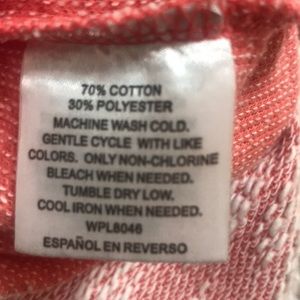 70% COTTON
30% POLYESTER
MACHINE WASH COLD.
GENTLE CYCLE WITH LIKE
COLORS. ONLY NON-CHLORINE
BLEACH WHEN NEEDED.
TUMBLE DRY LOW.
COOL IRON WHEN NEEDED.
WPL8046
ESPAÑOL EN REVERSO